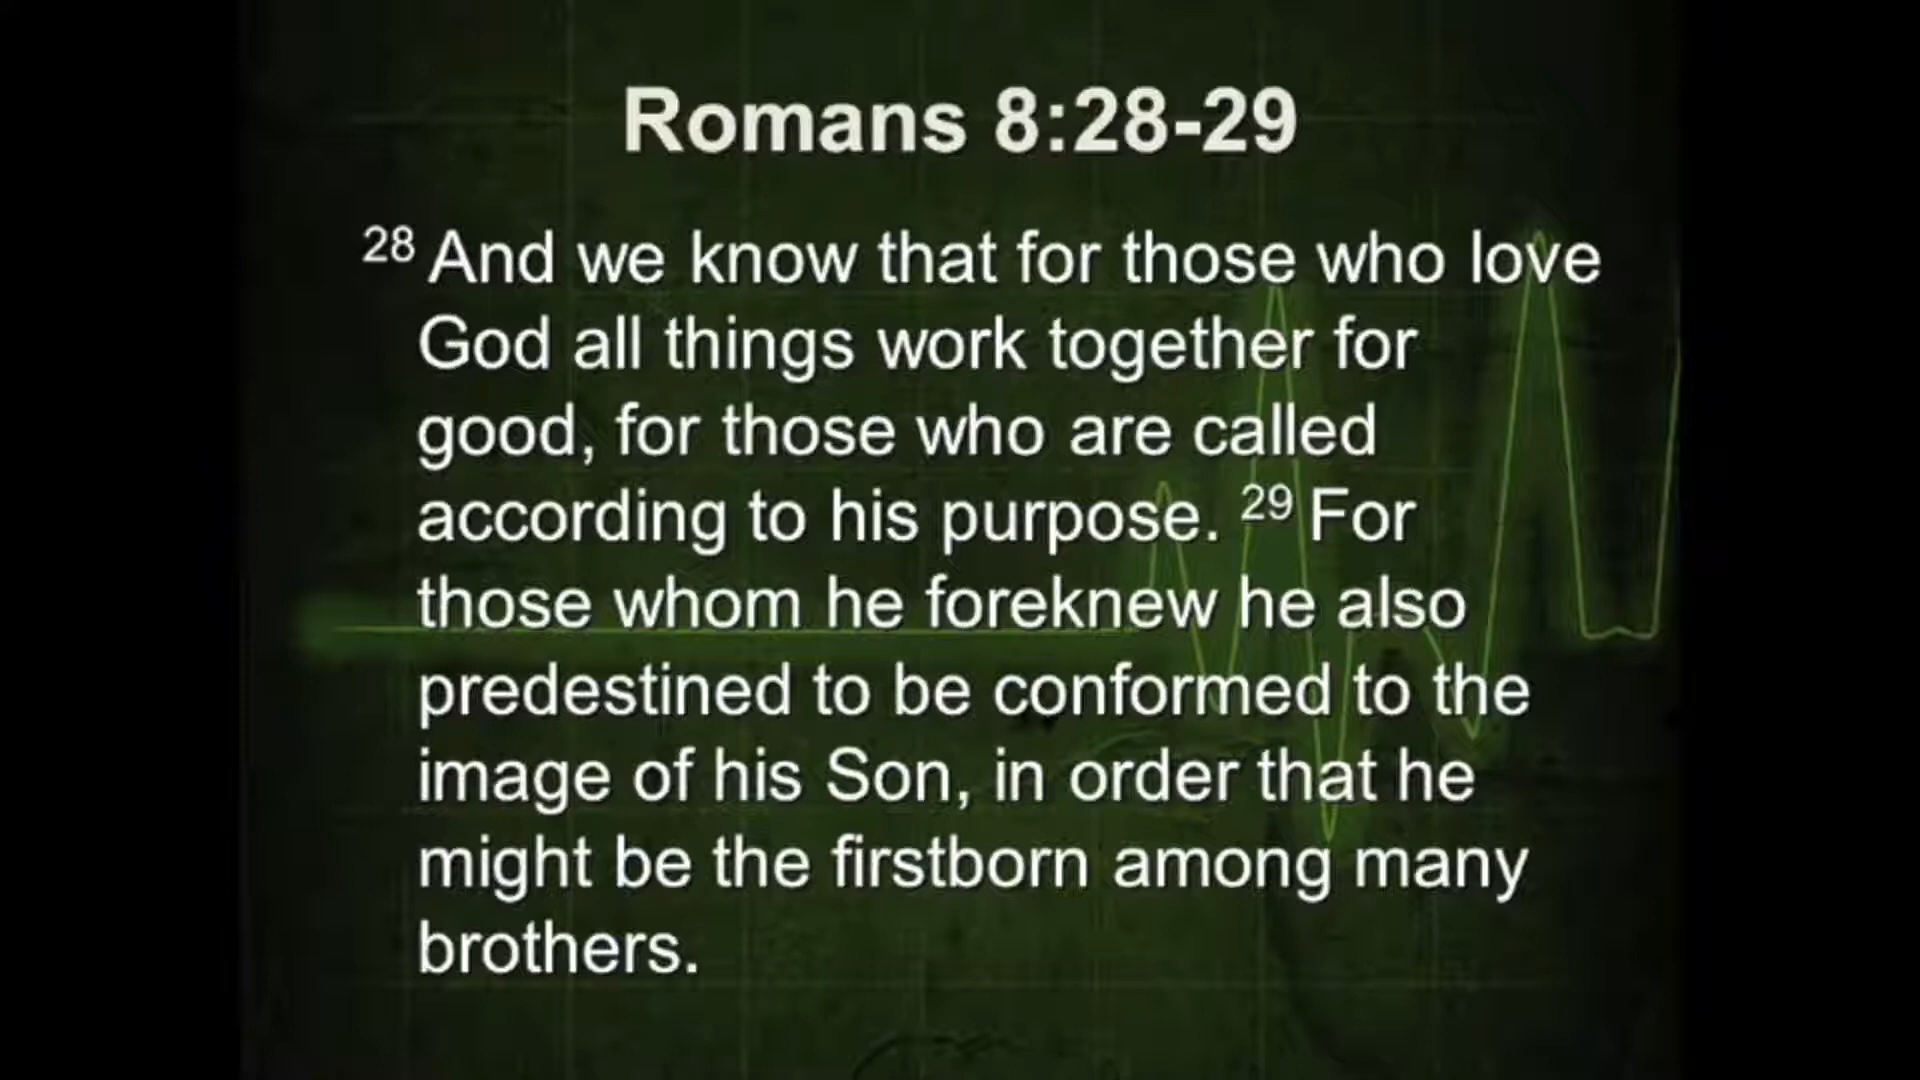 Romans 8:28-29
28 And we know that for those who love
God all things work together for
good, for those who are called
according to his purpose. 29 For
those whom he foreknew he also
predestined to be conformed to the
image of his Son, in order that he
might be the firstborn among many
brothers.